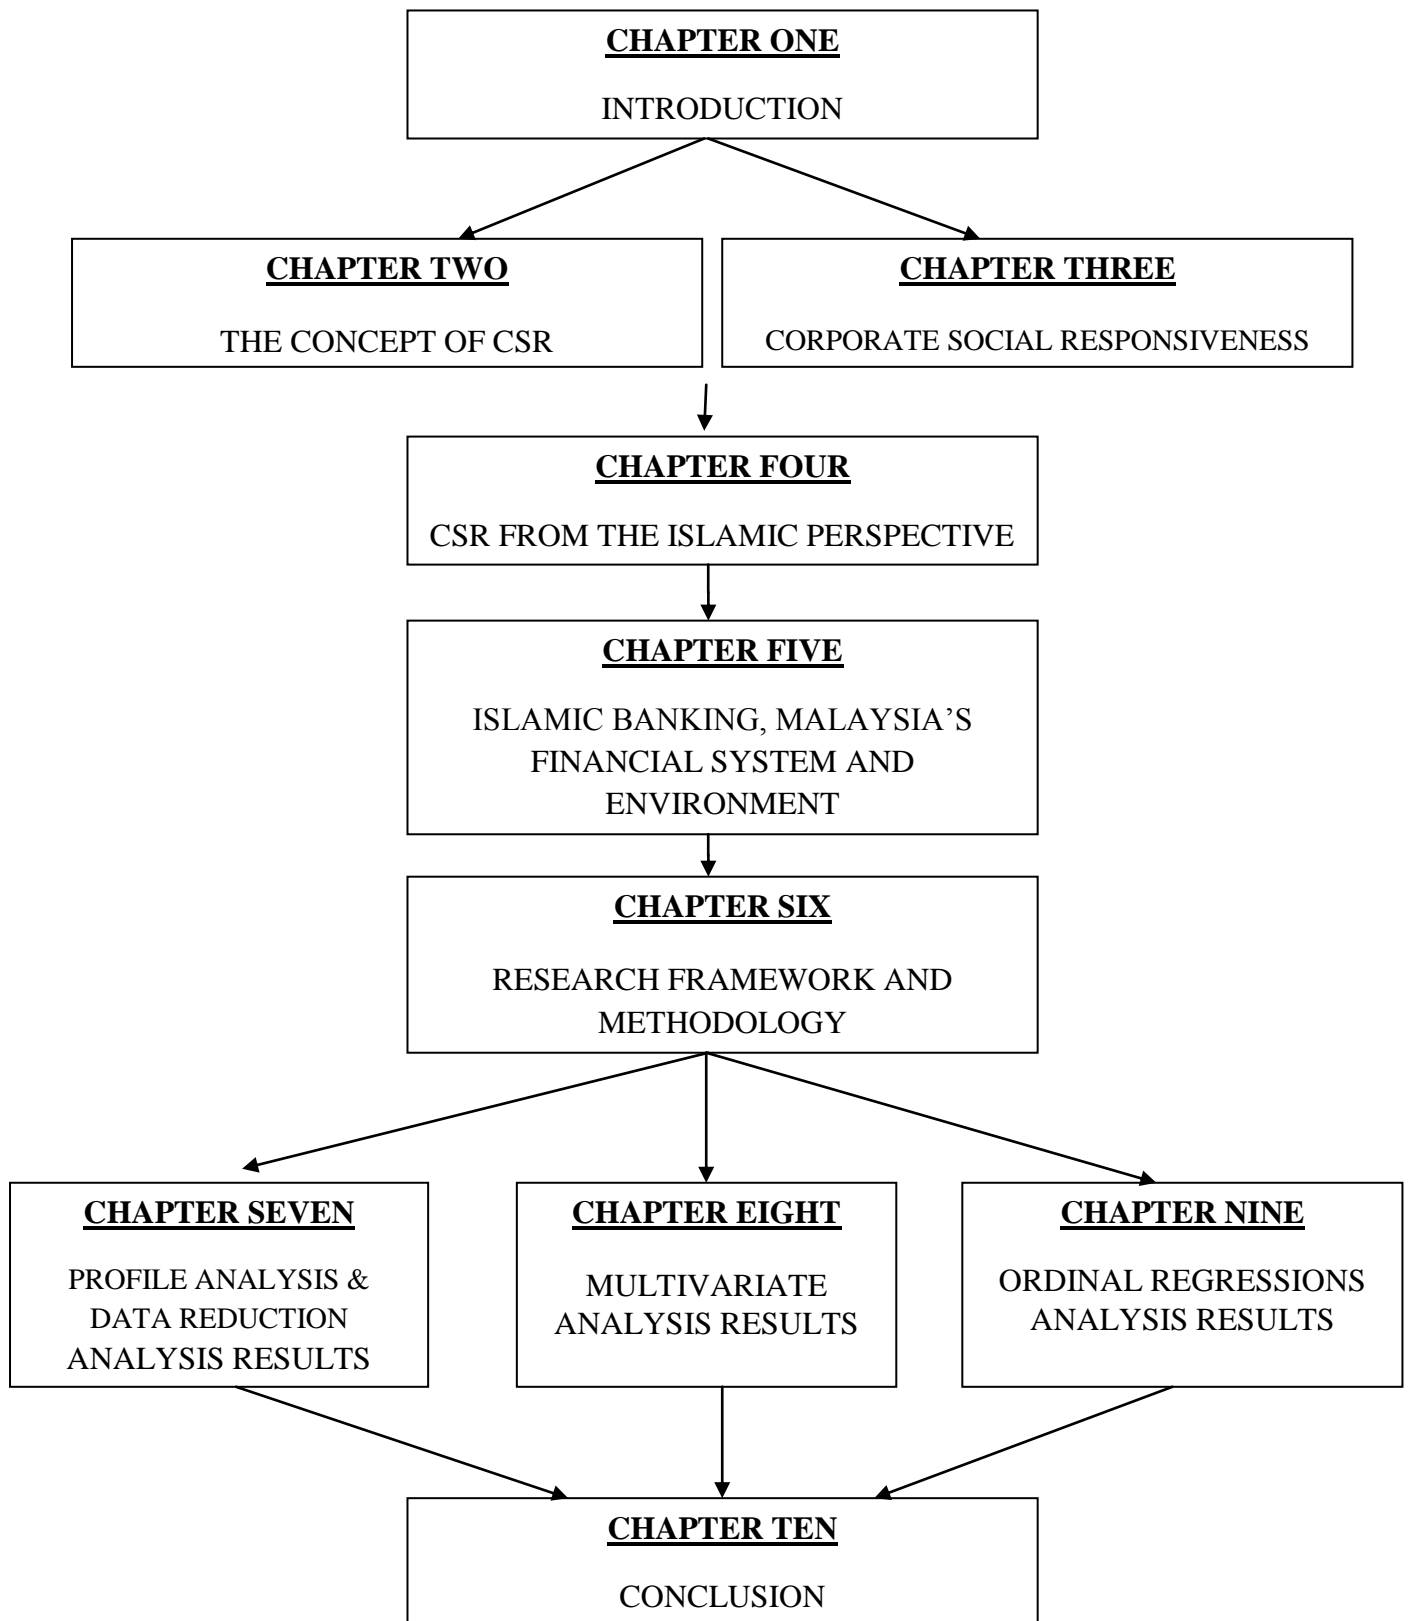 CHAPTER ONE
INTRODUCTION
CHAPTER TWO
THE CONCEPT OF CSR
CHAPTER THREE
CORPORATE SOCIAL RESPONSIVENESS
CHAPTER FOUR
CSR FROM THE ISLAMIC PERSPECTIVE
CHAPTER FIVE
ISLAMIC BANKING, MALAYSIA’S
FINANCIAL SYSTEM AND
ENVIRONMENT
CHAPTER SIX
RESEARCH FRAMEWORK AND
METHODOLOGY
CHAPTER SEVEN
PROFILE ANALYSIS &
DATA REDUCTION
ANALYSIS RESULTS
CHAPTER EIGHT
MULTIVARIATE
ANALYSIS RESULTS
CHAPTER NINE
ORDINAL REGRESSIONS
ANALYSIS RESULTS
CHAPTER TEN
CONCLUSION